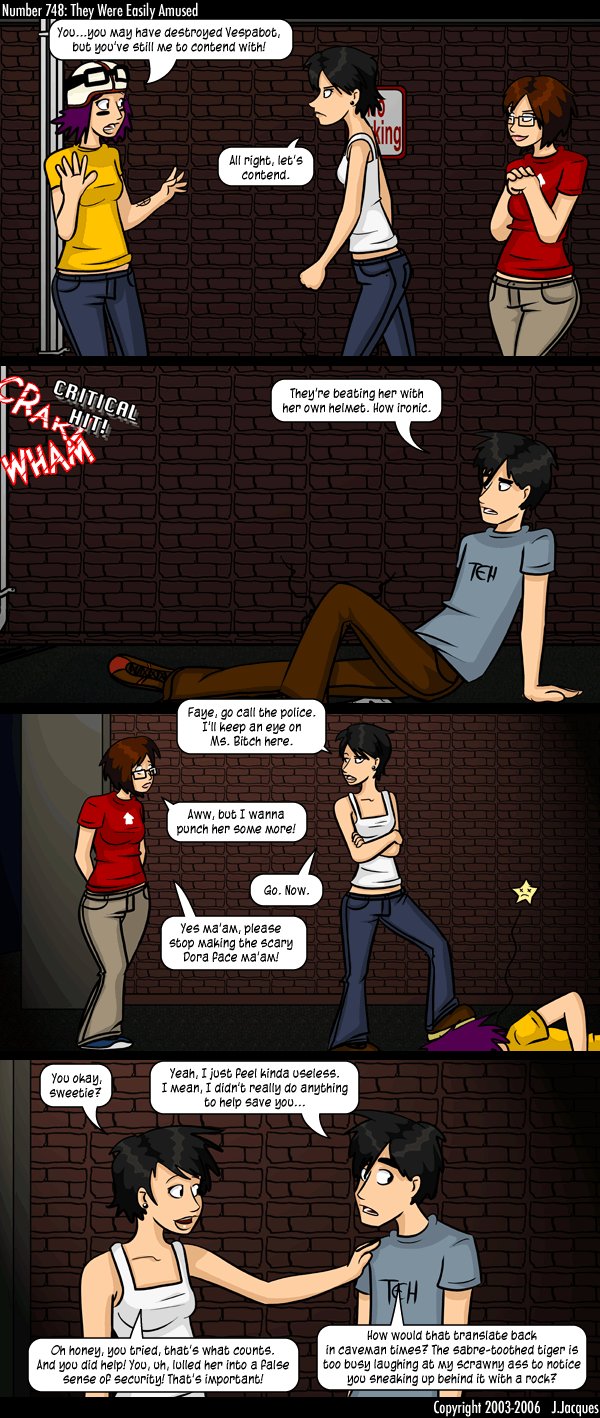 Number 748: They Were Easily Amused
You...you may have destroyed Vespabot,
but you've still me to contend with!
All right, let's
contend.
king
CRAK!
CRITICAL
HIT!
WHAM
They're beating her with
her own helmet. How ironic.
TEH
Faye, go call the police.
I'll keep an eye on
Ms. Bitch here.
Aww, but I wanna
punch her some more!
Go. Now.
Yes ma'am, please
stop making the scary
Dora face ma'am!
You okay,
sweetie?
Yeah, I just feel kinda useless.
I mean, I didn't really do anything
to help save you...
TEH
Oh honey, you tried, that's what counts.
And you did help! You, uh, lulled her into a false
sense of security! That's important!
How would that translate back
in caveman times? The sabre-toothed tiger is
too busy laughing at my scrawny ass to notice
you sneaking up behind it with a rock?
Copyright 2003-2006 J.Jacques